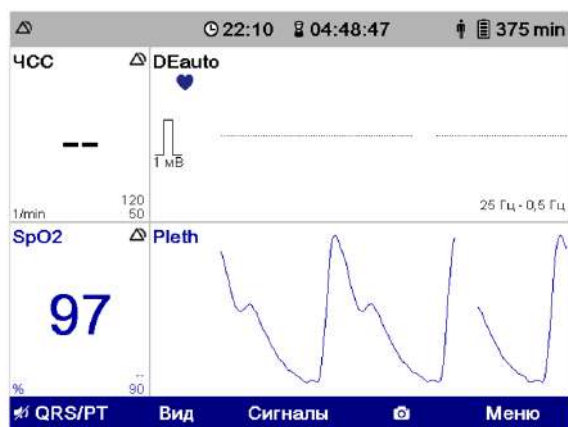 22:10 04:48:47 375 min
ЧСС
DEauto
--
1 мВ
120
1/min 50
25 Гц - 0,5 Гц
SpO2
Pleth
97
--
% 90
QRS/PT Вид Сигналы Меню